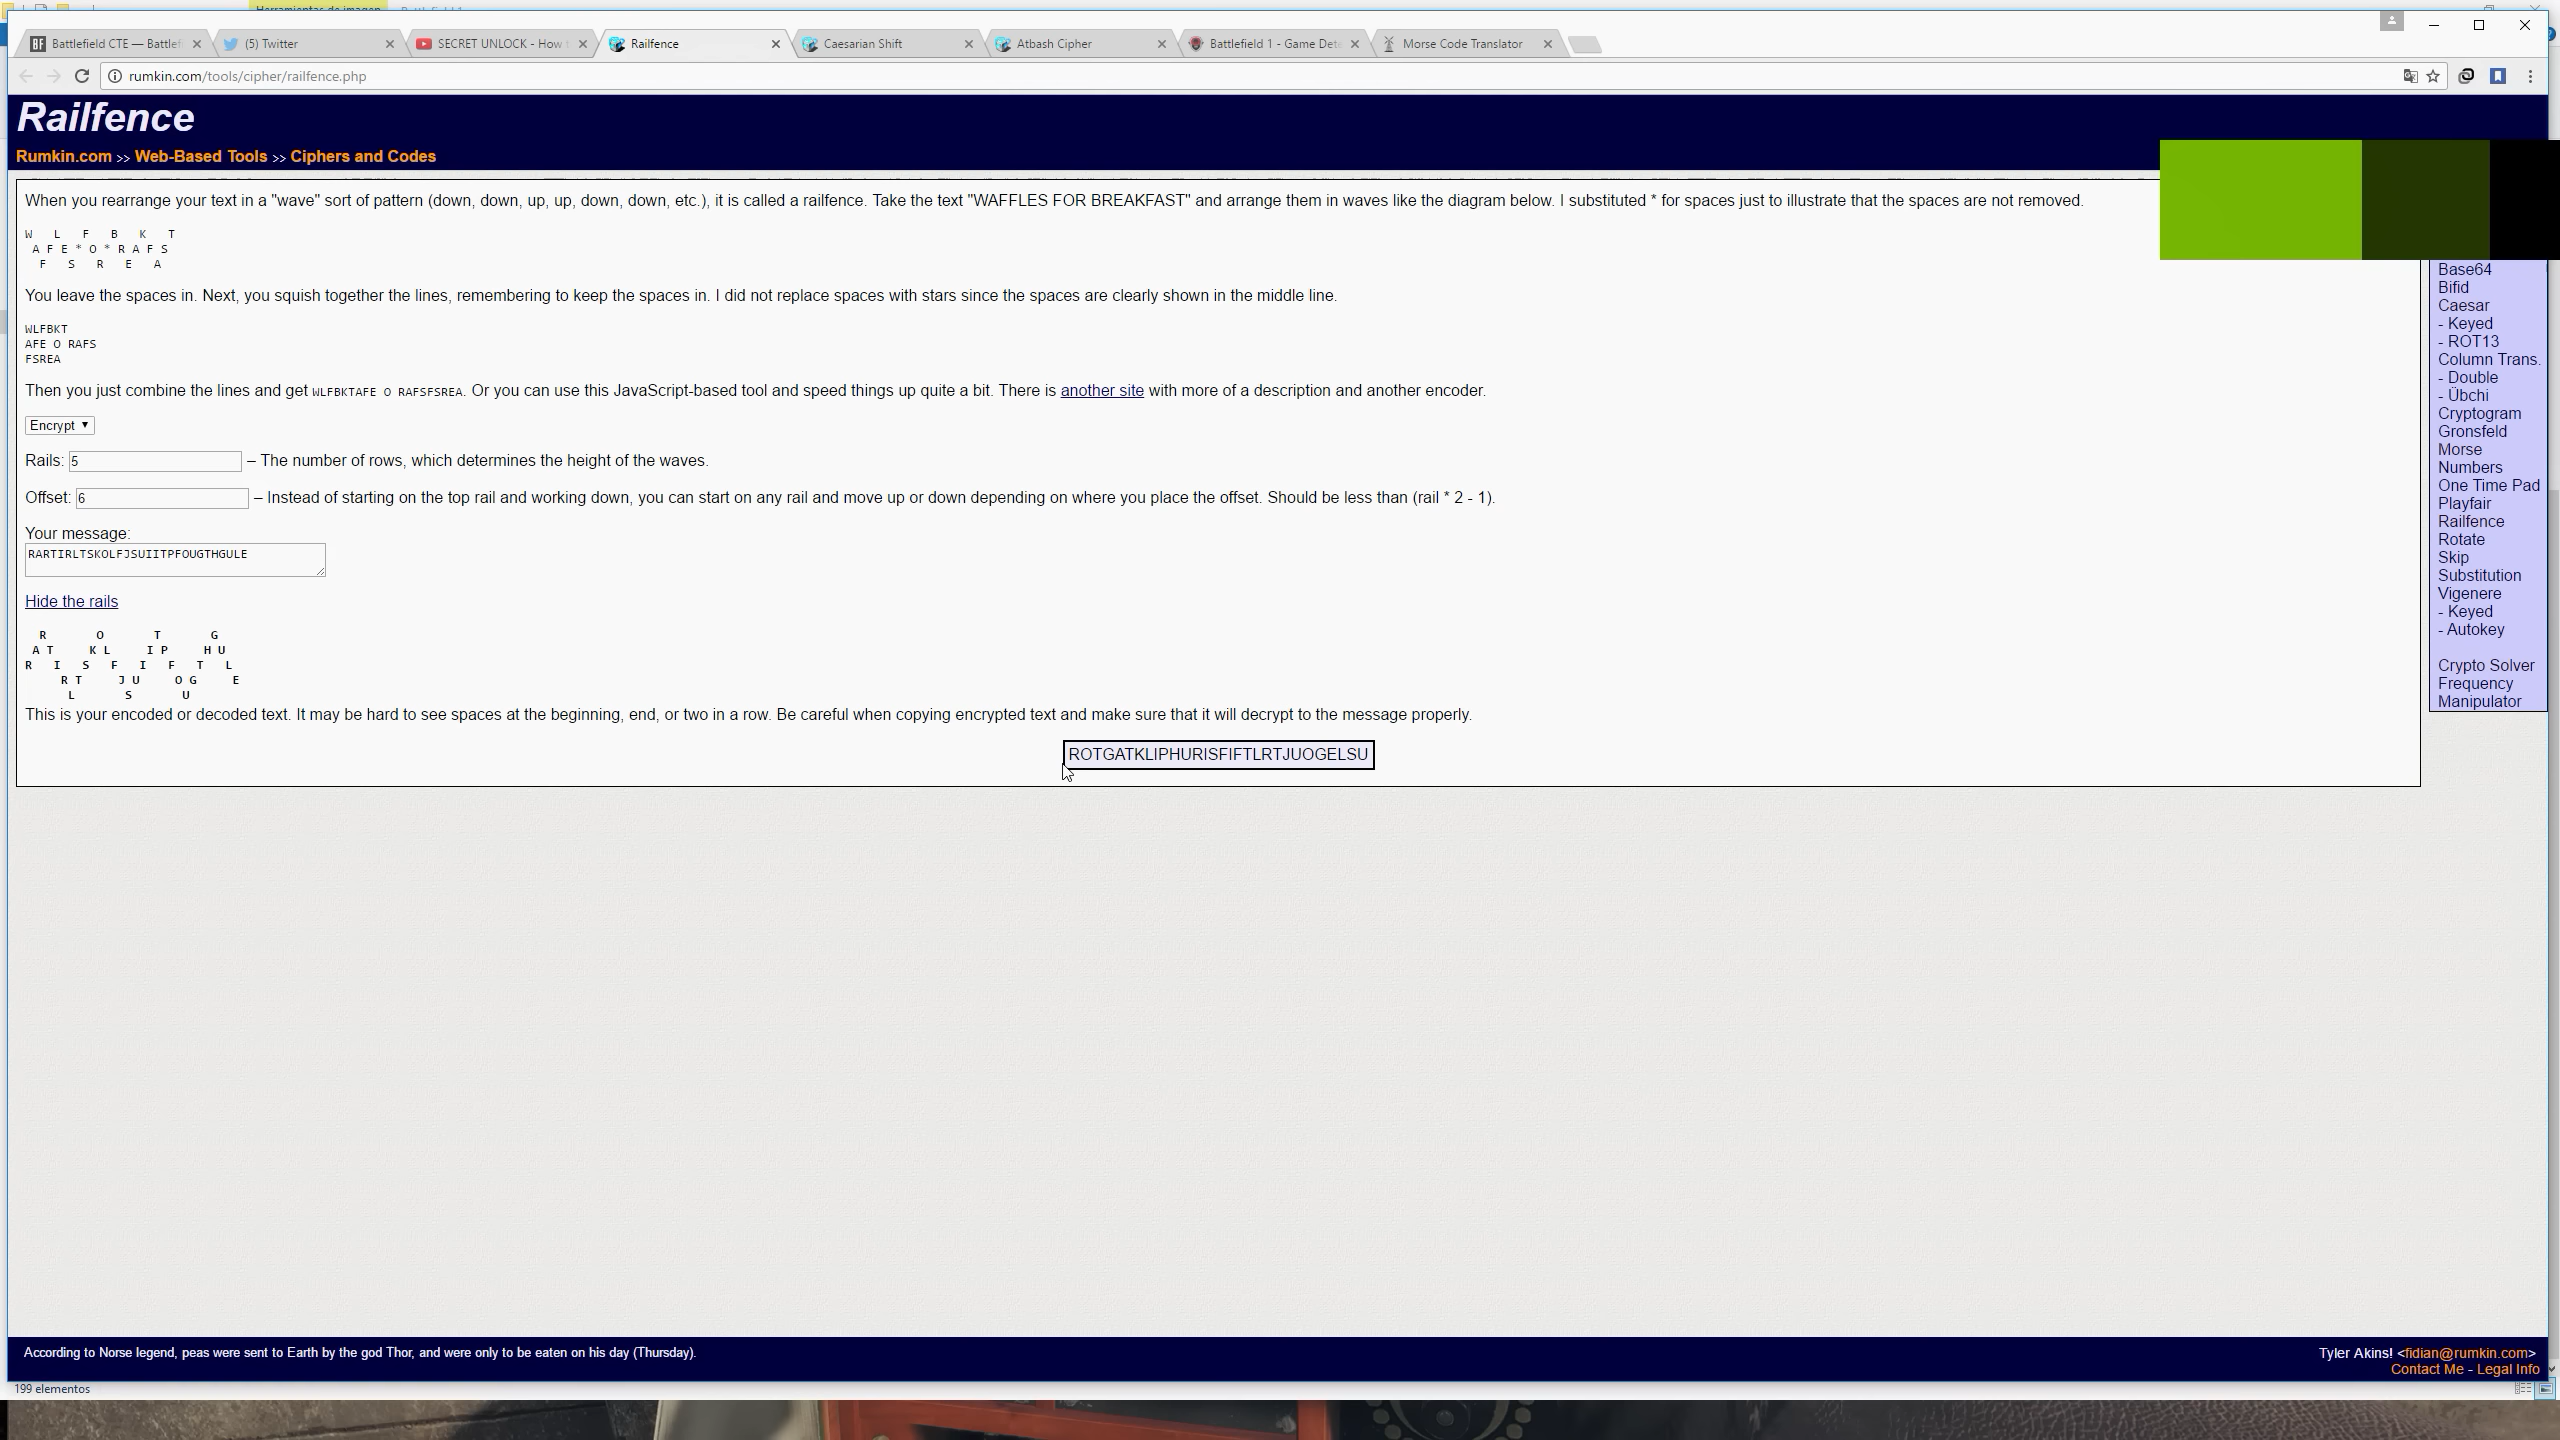 Herramientas de imagen
Battlefield CTE — Battlef
(5) Twitter
SECRET UNLOCK - How t
Railfence
Caesarian Shift
Atbash Cipher
Battlefield 1 - Game Det
Morse Code Translator
rumkin.com/tools/cipher/railfence.php
Railfence
Rumkin.com >> Web-Based Tools >> Ciphers and Codes
When you rearrange your text in a "wave" sort of pattern (down, down, up, up, down, down, etc.), it is called a railfence. Take the text "WAFFLES FOR BREAKFAST" and arrange them in waves like the diagram below. I substituted * for spaces just to illustrate that the spaces are not removed.
W   L   F   B   K   T
 A F E * O * R A F S
  F   S   R   E   A
You leave the spaces in. Next, you squish together the lines, remembering to keep the spaces in. I did not replace spaces with stars since the spaces are clearly shown in the middle line.
WLFBKT
AFE O RAFS
FSREA
Then you just combine the lines and get WLFBKTAFE O RAFSFSREA. Or you can use this JavaScript-based tool and speed things up quite a bit. There is another site with more of a description and another encoder.
Encrypt
Rails: 5 – The number of rows, which determines the height of the waves.
Offset: 6 – Instead of starting on the top rail and working down, you can start on any rail and move up or down depending on where you place the offset. Should be less than (rail * 2 - 1).
Your message:
RARTIRLTSKOLFJSUIITPFOUGTHGULE
Hide the rails
  R       O       T       G
 A T     K L     I P     H U
R   I   S   F   I   F   T   L
     R T     J U     O G     E
      L       S       U
This is your encoded or decoded text. It may be hard to see spaces at the beginning, end, or two in a row. Be careful when copying encrypted text and make sure that it will decrypt to the message properly.
ROTGATKLIPHURISFIFTLRTJUOGELSU
Base64
Bifid
Caesar
- Keyed
- ROT13
Column Trans.
- Double
- Übchi
Cryptogram
Gronsfeld
Morse
Numbers
One Time Pad
Playfair
Railfence
Rotate
Skip
Substitution
Vigenere
- Keyed
- Autokey
Crypto Solver
Frequency
Manipulator
According to Norse legend, peas were sent to Earth by the god Thor, and were only to be eaten on his day (Thursday).
Tyler Akins! <fidian@rumkin.com>
Contact Me - Legal Info
199 elementos